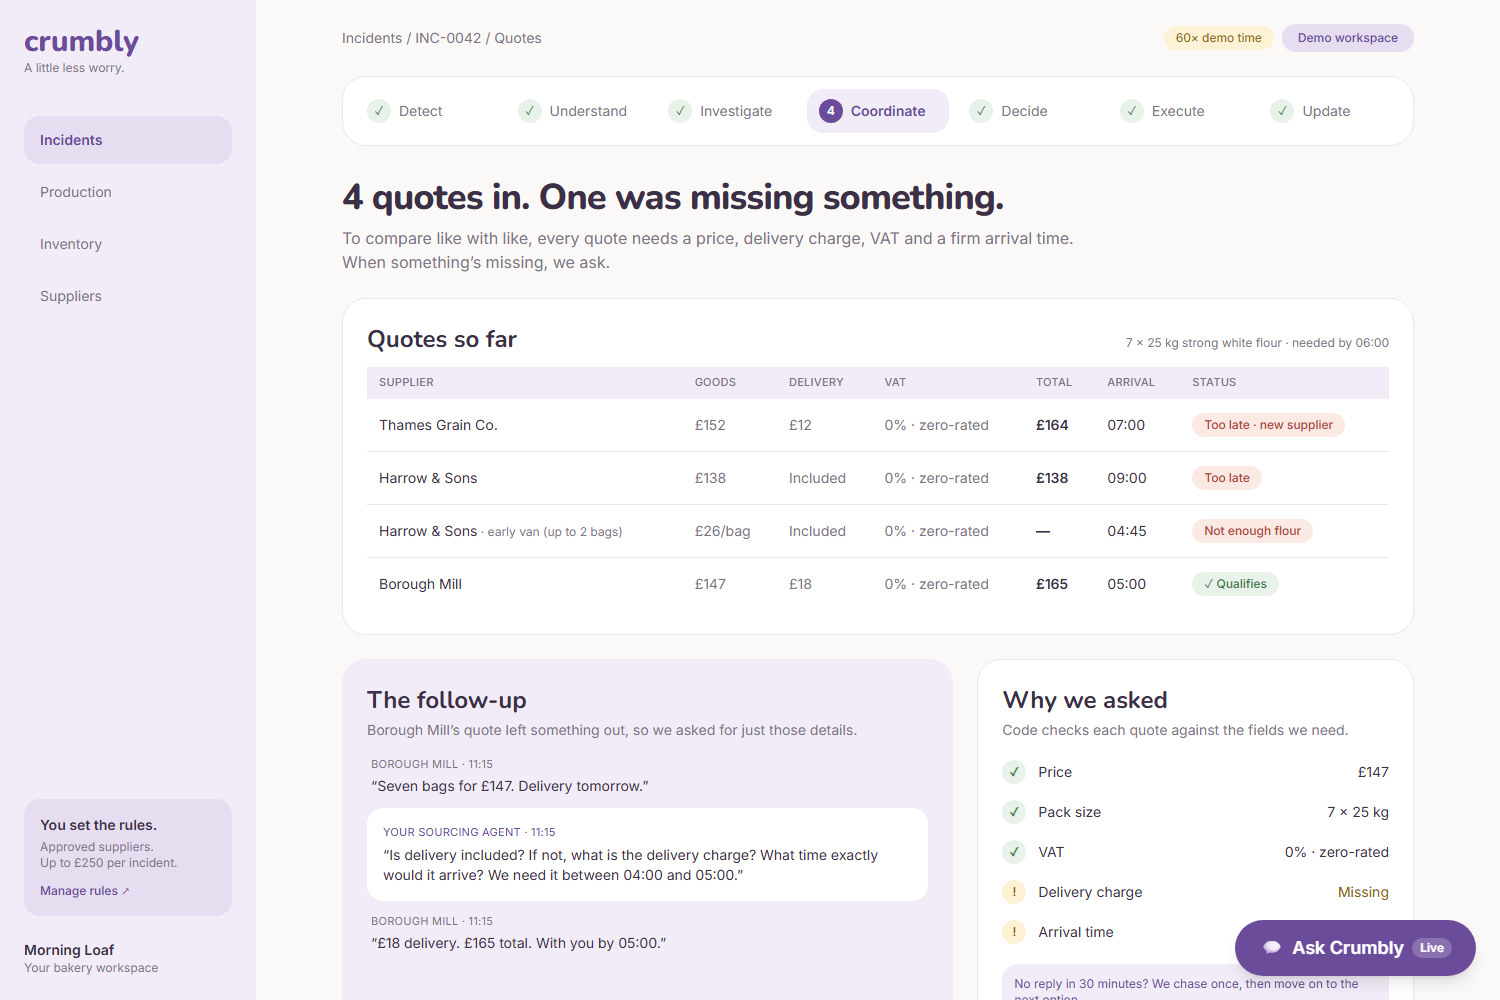 crumbly
A little less worry.
Incidents
Production
Inventory
Suppliers
You set the rules.
Approved suppliers.
Up to £250 per incident.
Manage rules ↗
Morning Loaf
Your bakery workspace
Incidents / INC-0042 / Quotes
60× demo time
Demo workspace
✓ Detect
✓ Understand
✓ Investigate
4 Coordinate
✓ Decide
✓ Execute
✓ Update
4 quotes in. One was missing something.
To compare like with like, every quote needs a price, delivery charge, VAT and a firm arrival time.
When something’s missing, we ask.
Quotes so far
7 × 25 kg strong white flour · needed by 06:00
SUPPLIER GOODS DELIVERY VAT TOTAL ARRIVAL STATUS
Thames Grain Co. £152 £12 0% · zero-rated £164 07:00 Too late · new supplier
Harrow & Sons £138 Included 0% · zero-rated £138 09:00 Too late
Harrow & Sons · early van (up to 2 bags) £26/bag Included 0% · zero-rated — 04:45 Not enough flour
Borough Mill £147 £18 0% · zero-rated £165 05:00 ✓ Qualifies
The follow-up
Borough Mill’s quote left something out, so we asked for just those details.
BOROUGH MILL · 11:15
“Seven bags for £147. Delivery tomorrow.”
YOUR SOURCING AGENT · 11:15
“Is delivery included? If not, what is the delivery charge? What time exactly
would it arrive? We need it between 04:00 and 05:00.”
BOROUGH MILL · 11:15
“£18 delivery. £165 total. With you by 05:00.”
Why we asked
Code checks each quote against the fields we need.
✓ Price £147
✓ Pack size 7 × 25 kg
✓ VAT 0% · zero-rated
! Delivery charge Missing
! Arrival time
Ask Crumbly Live
No reply in 30 minutes? We chase once, then move on to the
next option.